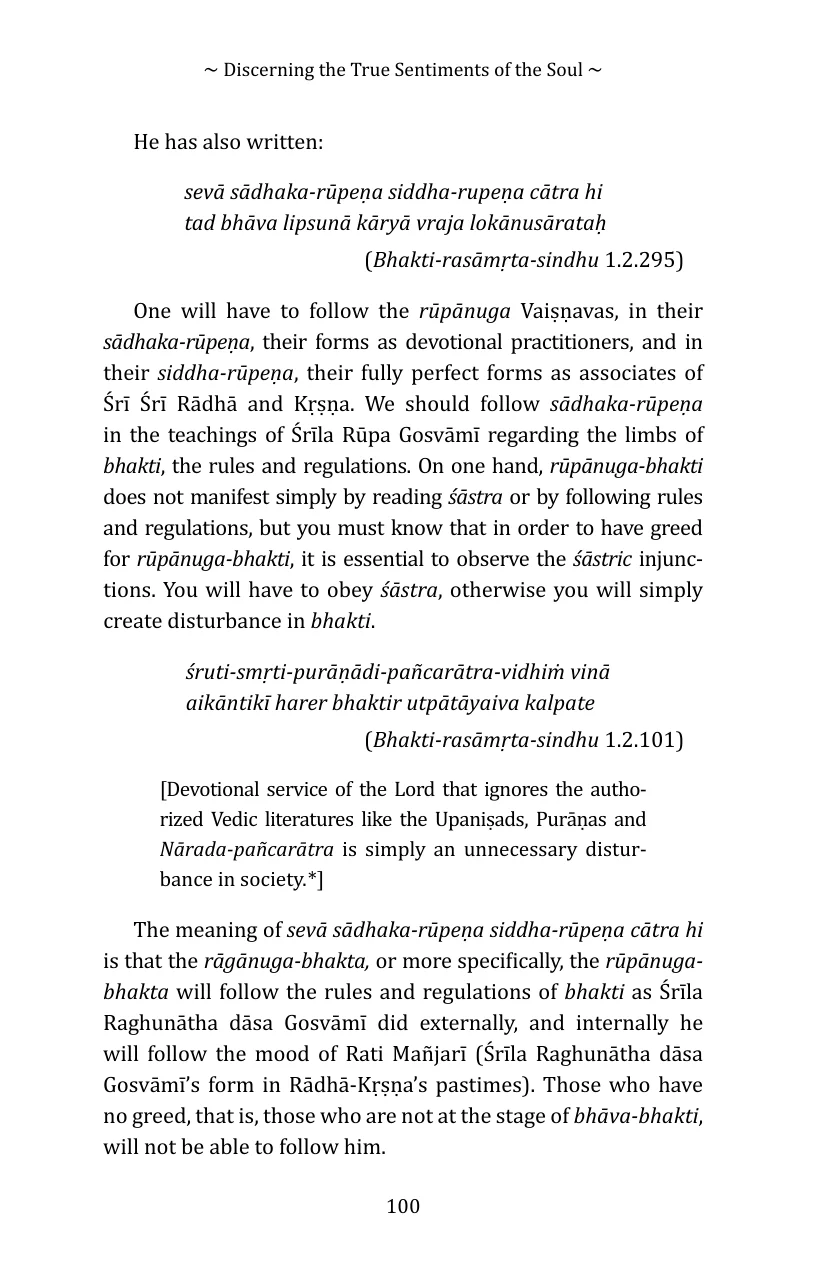 ~ Discerning the True Sentiments of the Soul ~
He has also written:
sevā sādhaka-rūpeṇa siddha-rupeṇa cātra hi
tad bhāva lipsunā kāryā vraja lokānusārataḥ
(Bhakti-rasāmṛta-sindhu 1.2.295)
One will have to follow the rūpānuga Vaiṣṇavas, in their
sādhaka-rūpeṇa, their forms as devotional practitioners, and in
their siddha-rūpeṇa, their fully perfect forms as associates of
Śrī Śrī Rādhā and Kṛṣṇa. We should follow sādhaka-rūpeṇa
in the teachings of Śrīla Rūpa Gosvāmī regarding the limbs of
bhakti, the rules and regulations. On one hand, rūpānuga-bhakti
does not manifest simply by reading śāstra or by following rules
and regulations, but you must know that in order to have greed
for rūpānuga-bhakti, it is essential to observe the śāstric injunc-
tions. You will have to obey śāstra, otherwise you will simply
create disturbance in bhakti.
śruti-smṛti-purāṇādi-pañcarātra-vidhiṁ vinā
aikāntikī harer bhaktir utpātāyaiva kalpate
(Bhakti-rasāmṛta-sindhu 1.2.101)
[Devotional service of the Lord that ignores the autho-
rized Vedic literatures like the Upaniṣads, Purāṇas and
Nārada-pañcarātra is simply an unnecessary distur-
bance in society.*]
The meaning of sevā sādhaka-rūpeṇa siddha-rūpeṇa cātra hi
is that the rāgānuga-bhakta, or more specifically, the rūpānuga-
bhakta will follow the rules and regulations of bhakti as Śrīla
Raghunātha dāsa Gosvāmī did externally, and internally he
will follow the mood of Rati Mañjarī (Śrīla Raghunātha dāsa
Gosvāmī’s form in Rādhā-Kṛṣṇa’s pastimes). Those who have
no greed, that is, those who are not at the stage of bhāva-bhakti,
will not be able to follow him.
100